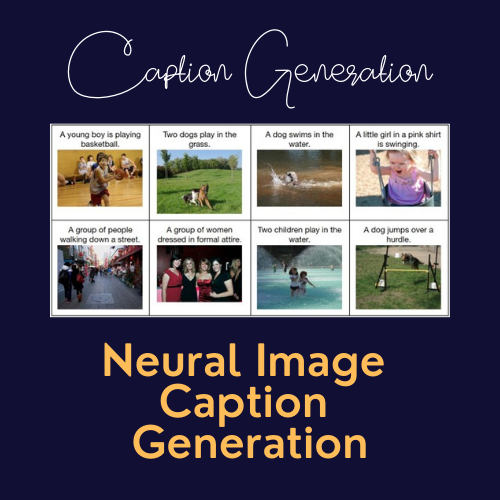 Caption Generation
A young boy is playing
basketball.
Two dogs play in the
grass.
A dog swims in the
water.
A little girl in a pink shirt
is swinging.
A group of people
walking down a street.
A group of women
dressed in formal attire.
Two children play in the
water.
A dog jumps over a
hurdle.
Neural Image
Caption
Generation